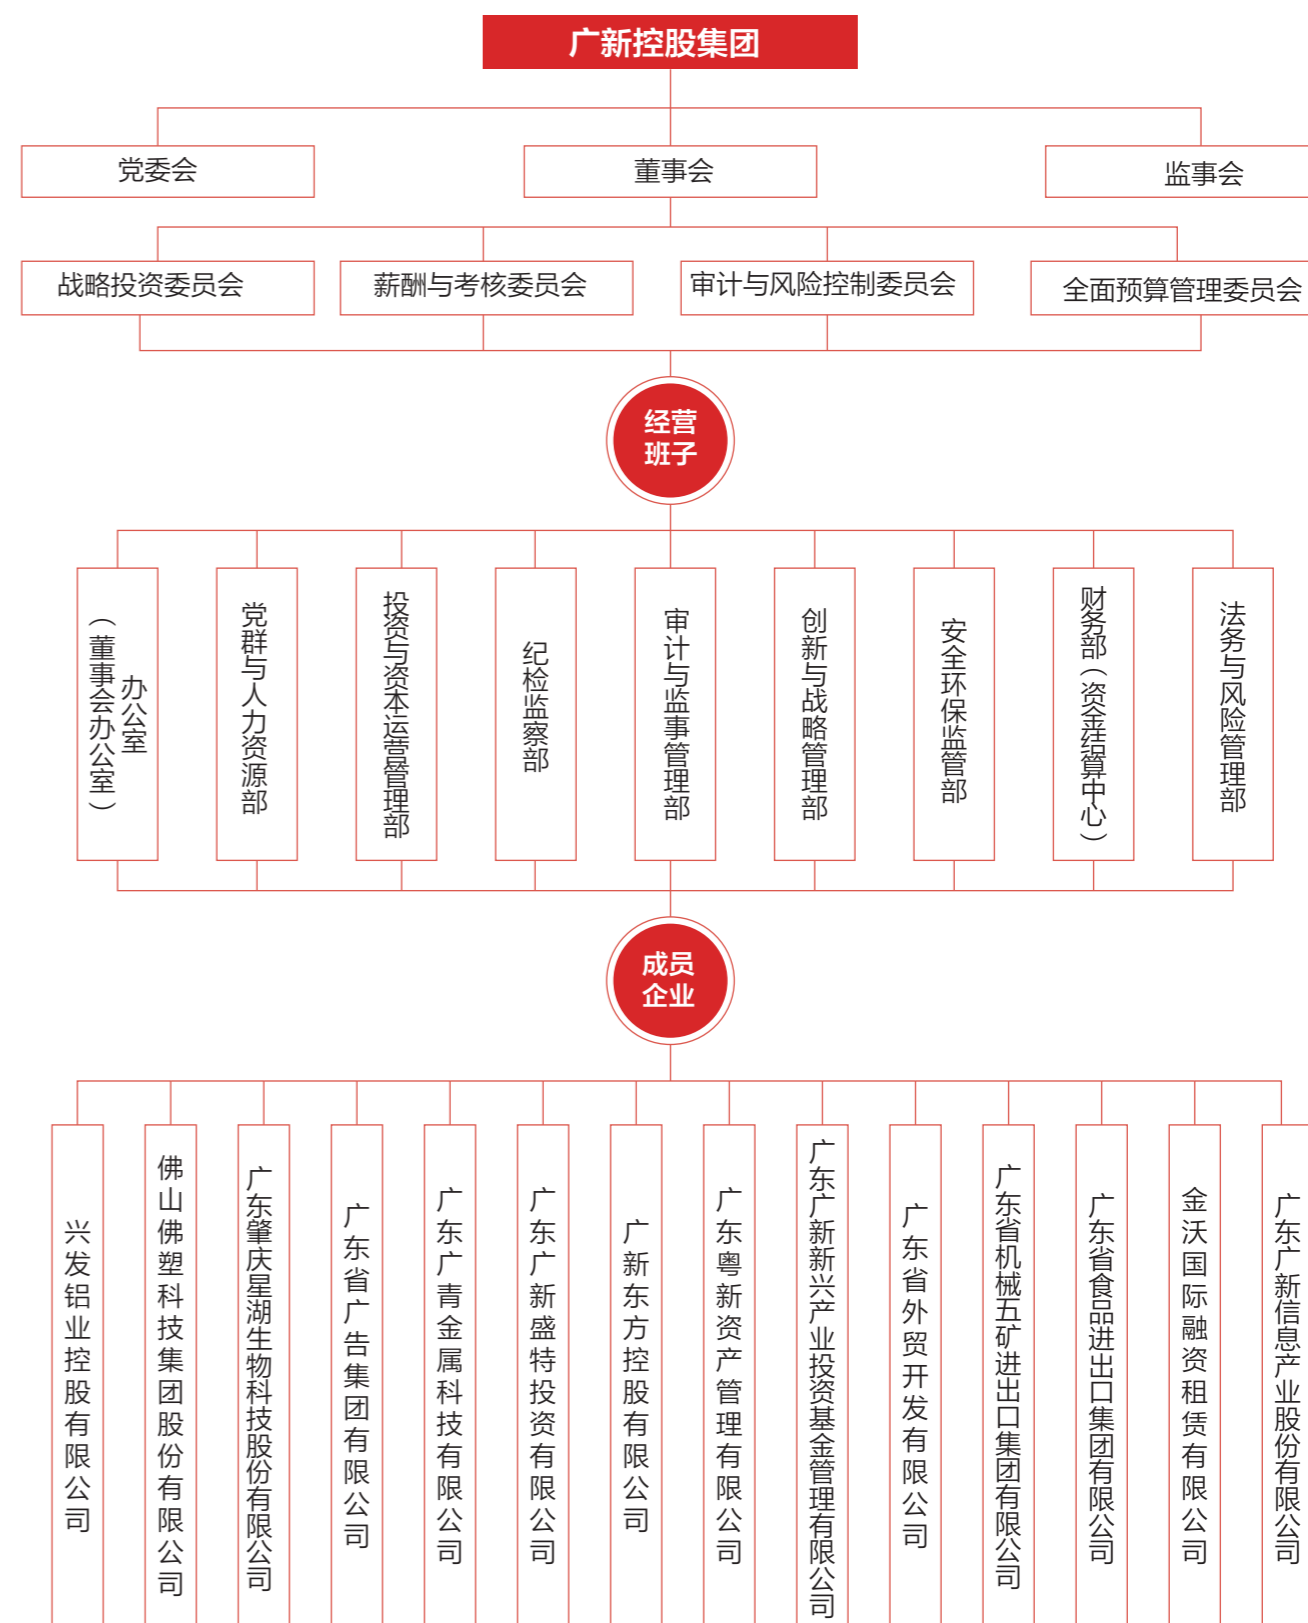 广新控股集团
党委会
董事会
监事会
战略投资委员会
薪酬与考核委员会
审计与风险控制委员会
全面预算管理委员会
经营
班子
办公室
（董事会办公室）
党群与人力资源部
投资与资本运营管理部
纪检监察部
审计与监事管理部
创新与战略管理部
安全环保监管部
财务部（资金结算中心）
法务与风险管理部
成员
企业
兴发铝业控股有限公司
佛山佛塑科技集团股份有限公司
广东肇庆星湖生物科技股份有限公司
广东省广告集团有限公司
广东广青金属科技有限公司
广东广新盛特投资有限公司
广新东方控股有限公司
广东粤新资产管理有限公司
广东广新新兴产业投资基金管理有限公司
广东省外贸开发有限公司
广东省机械五矿进出口集团有限公司
广东省食品进出口集团有限公司
金沃国际融资租赁有限公司
广东广新信息产业股份有限公司